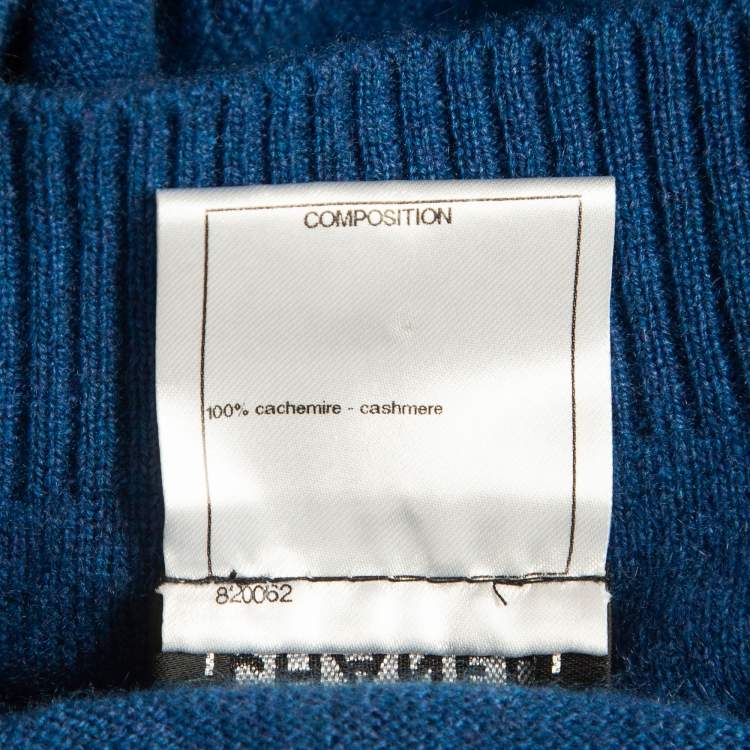 COMPOSITION
100% cachemire - cashmere
820062